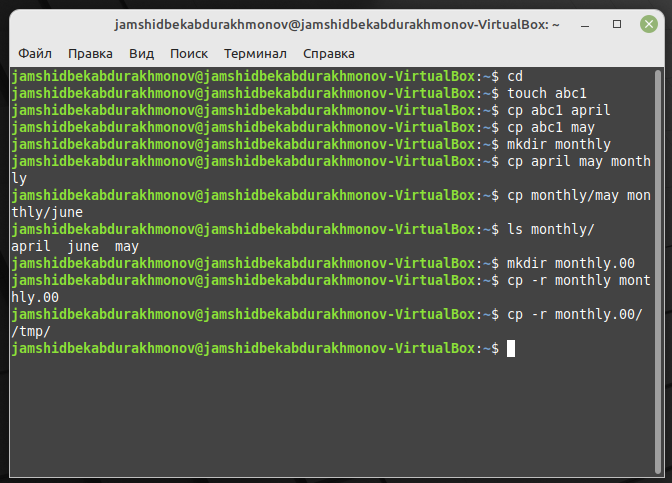 jamshidbekabdurakhmonov@jamshidbekabdurakhmonov-VirtualBox: ~
Файл Правка Вид Поиск Терминал Справка
jamshidbekabdurakhmonov@jamshidbekabdurakhmonov-VirtualBox:~$ cd
jamshidbekabdurakhmonov@jamshidbekabdurakhmonov-VirtualBox:~$ touch abc1
jamshidbekabdurakhmonov@jamshidbekabdurakhmonov-VirtualBox:~$ cp abc1 april
jamshidbekabdurakhmonov@jamshidbekabdurakhmonov-VirtualBox:~$ cp abc1 may
jamshidbekabdurakhmonov@jamshidbekabdurakhmonov-VirtualBox:~$ mkdir monthly
jamshidbekabdurakhmonov@jamshidbekabdurakhmonov-VirtualBox:~$ cp april may month
ly
jamshidbekabdurakhmonov@jamshidbekabdurakhmonov-VirtualBox:~$ cp monthly/may mon
thly/june
jamshidbekabdurakhmonov@jamshidbekabdurakhmonov-VirtualBox:~$ ls monthly/
april  june  may
jamshidbekabdurakhmonov@jamshidbekabdurakhmonov-VirtualBox:~$ mkdir monthly.00
jamshidbekabdurakhmonov@jamshidbekabdurakhmonov-VirtualBox:~$ cp -r monthly mont
hly.00
jamshidbekabdurakhmonov@jamshidbekabdurakhmonov-VirtualBox:~$ cp -r monthly.00/
/tmp/
jamshidbekabdurakhmonov@jamshidbekabdurakhmonov-VirtualBox:~$